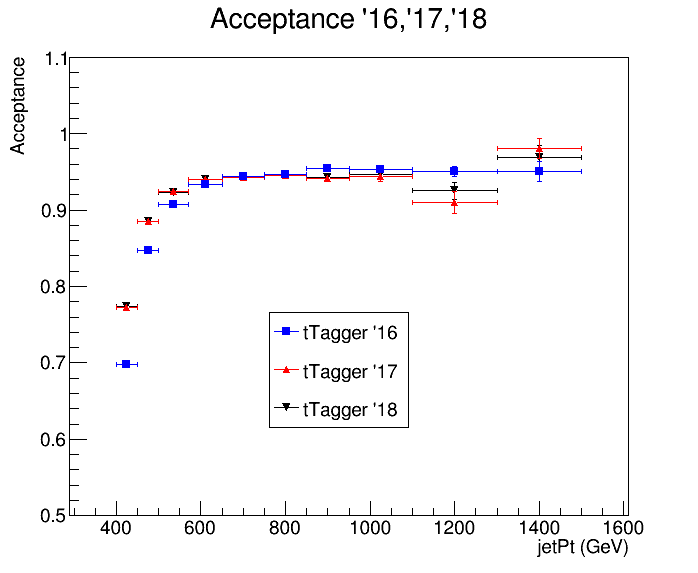 Acceptance '16,'17,'18
Acceptance
1.1
1
0.9
0.8
0.7
0.6
0.5
tTagger '16
tTagger '17
tTagger '18
400 600 800 1000 1200 1400 1600
jetPt (GeV)